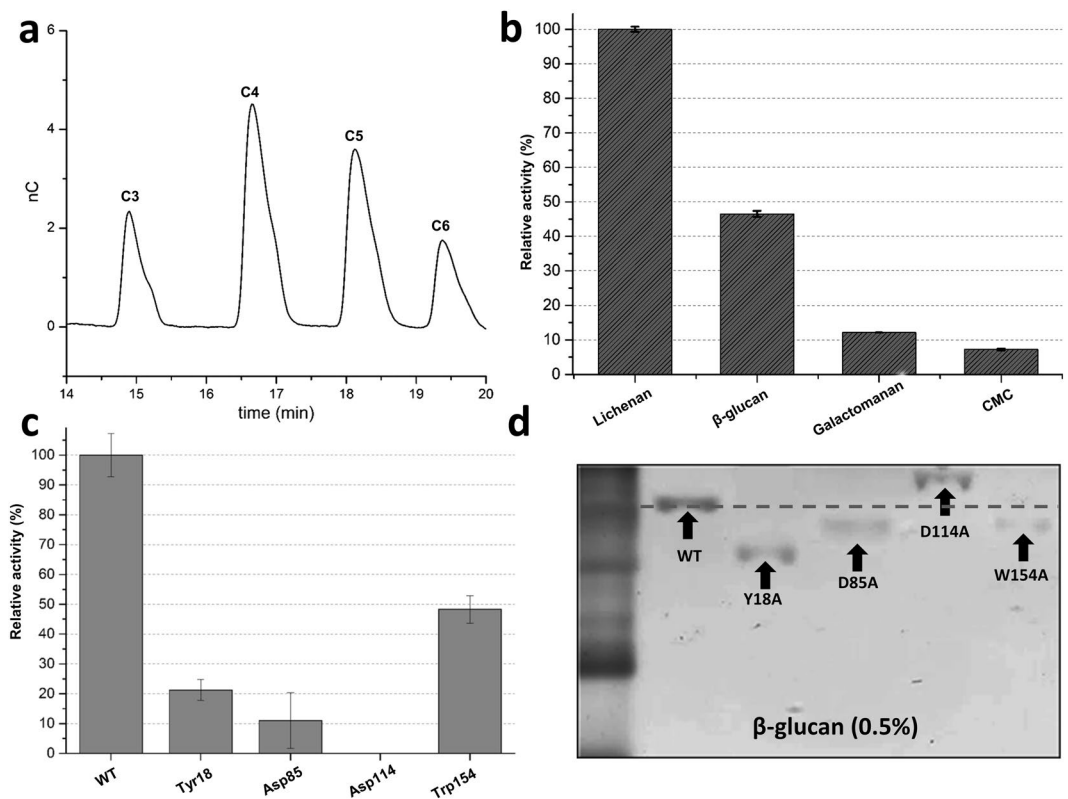 a
6
4
2
0
nC
C3
C4
C5
C6
14
15
16
17
18
19
20
time (min)
b
100
90
80
70
60
50
40
30
20
10
0
Relative activity (%)
Lichenan
β-glucan
Galactomanan
CMC
c
100
90
80
70
60
50
40
30
20
10
0
Relative activity (%)
WT
Tyr18
Asp85
Asp114
Trp154
d
WT
Y18A
D85A
D114A
W154A
β-glucan (0.5%)